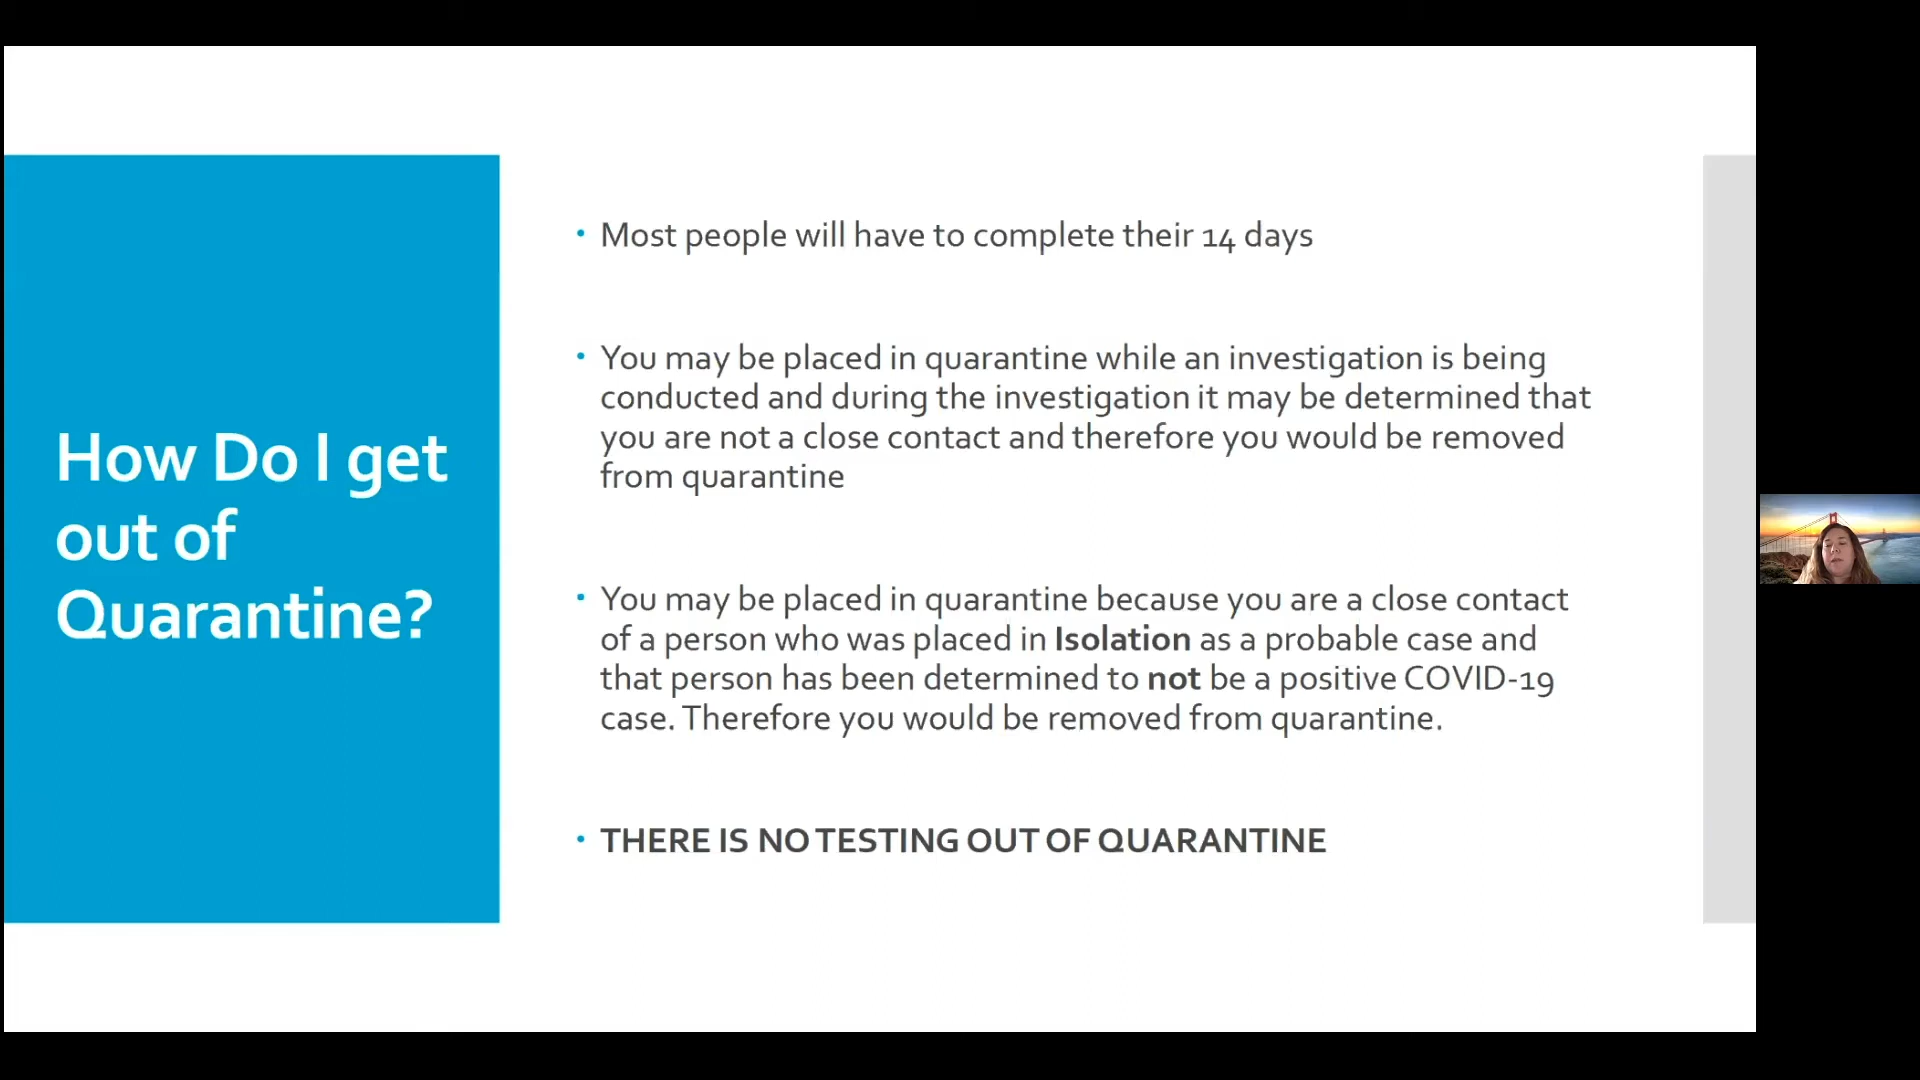 How Do I get
out of
Quarantine?
• Most people will have to complete their 14 days
• You may be placed in quarantine while an investigation is being
conducted and during the investigation it may be determined that
you are not a close contact and therefore you would be removed
from quarantine
• You may be placed in quarantine because you are a close contact
of a person who was placed in Isolation as a probable case and
that person has been determined to not be a positive COVID-19
case. Therefore you would be removed from quarantine.
• THERE IS NO TESTING OUT OF QUARANTINE